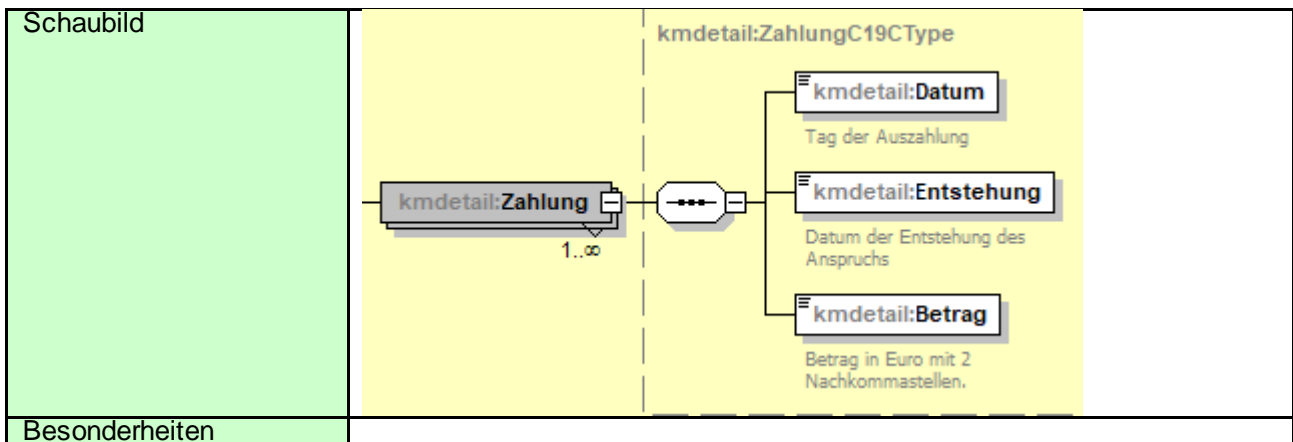 Schaubild
kmdetail:ZahlungC19CType
kmdetail:Datum
Tag der Auszahlung
kmdetail:Zahlung
1..∞
kmdetail:Entstehung
Datum der Entstehung des
Anspruchs
kmdetail:Betrag
Betrag in Euro mit 2
Nachkommastellen.
Besonderheiten